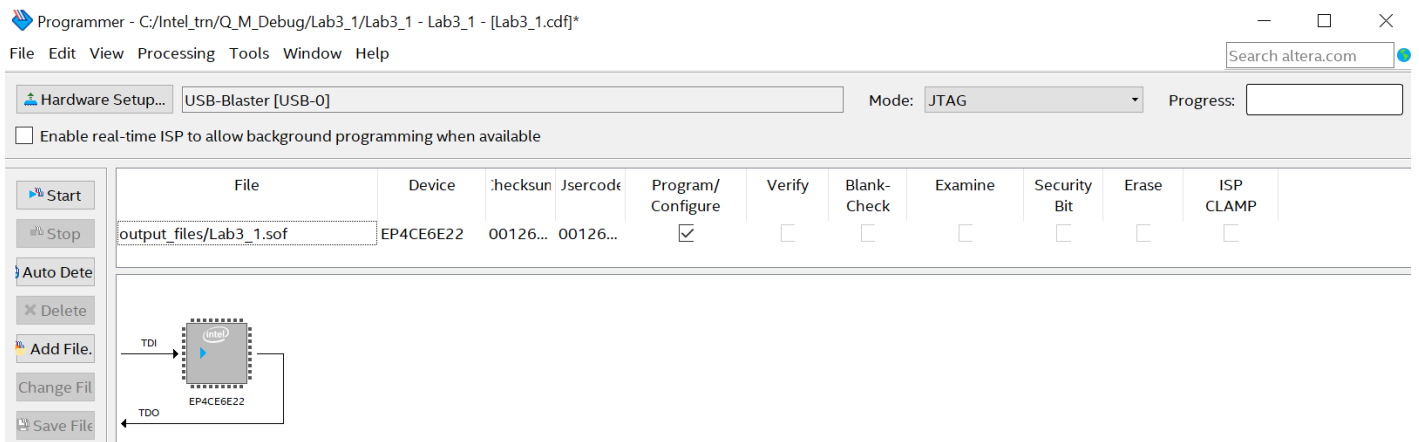 Programmer - C:/Intel_trn/Q_M_Debug/Lab3_1/Lab3_1 - Lab3_1 - [Lab3_1.cdf]*
File Edit View Processing Tools Window Help
Search altera.com
Hardware Setup... USB-Blaster [USB-0] Mode: JTAG Progress:
Enable real-time ISP to allow background programming when available
Start
Stop
Auto Dete
Delete
Add File.
Change Fil
Save File
File Device Checksun Jsercode Program/ Verify Blank- Examine Security Erase ISP
Configure Check Bit CLAMP
output_files/Lab3_1.sof EP4CE6E22 00126... 00126...
intel
TDI
EP4CE6E22
TDO